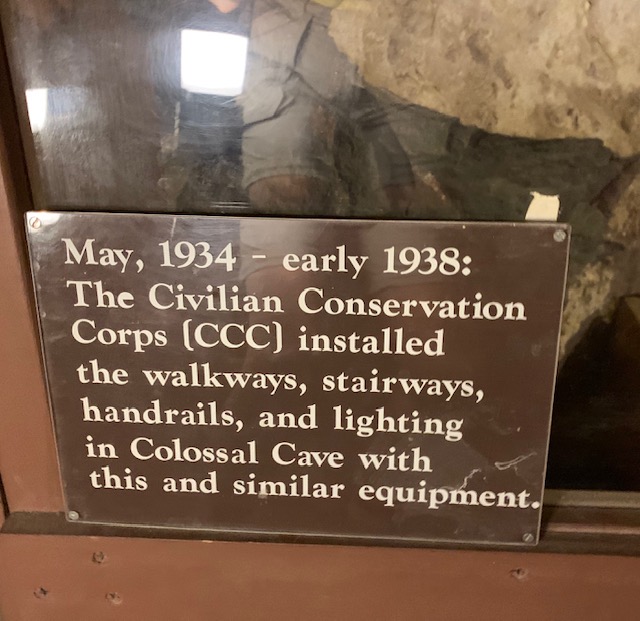 May, 1934 - early 1938:
The Civilian Conservation
Corps (CCC) installed
the walkways, stairways,
handrails, and lighting
in Colossal Cave with
this and similar equipment.